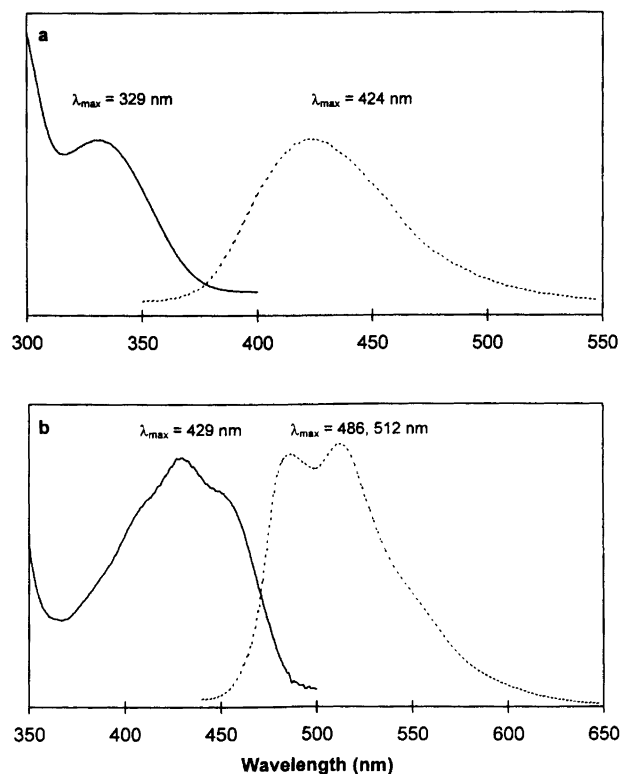 a
λmax = 329 nm λmax = 424 nm
300 350 400 450 500 550
b
λmax = 429 nm λmax = 486, 512 nm
350 400 450 500 550 600 650
Wavelength (nm)